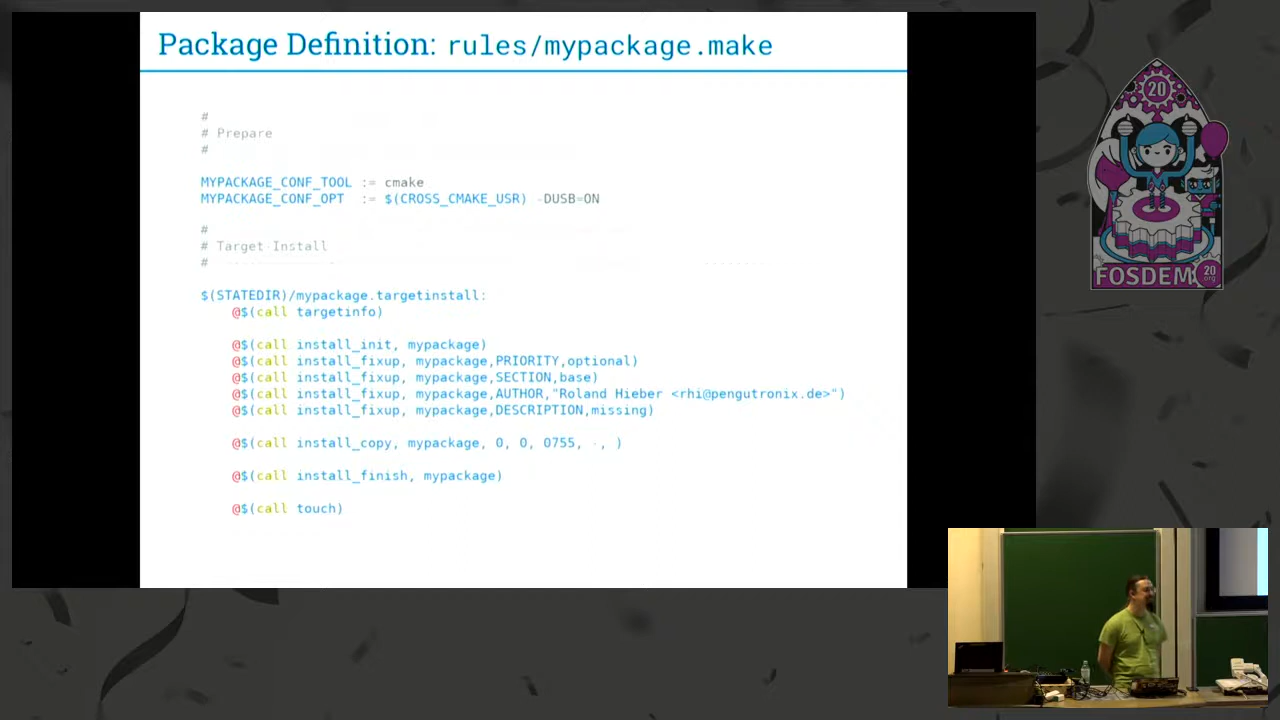 Package Definition: rules/mypackage.make
#
# Prepare
#
MYPACKAGE_CONF_TOOL := cmake
MYPACKAGE_CONF_OPT := $(CROSS_CMAKE_USR) -DUSB=ON
#
# Target-Install
# ----------------------------------------------------------------------------
$(STATEDIR)/mypackage.targetinstall:
@$(call targetinfo)
@$(call install_init, mypackage)
@$(call install_fixup, mypackage,PRIORITY,optional)
@$(call install_fixup, mypackage,SECTION,base)
@$(call install_fixup, mypackage,AUTHOR,"Roland Hieber <rhi@pengutronix.de>")
@$(call install_fixup, mypackage,DESCRIPTION,missing)
@$(call install_copy, mypackage, 0, 0, 0755, -, )
@$(call install_finish, mypackage)
@$(call touch)
20
FOSDEM 20
.org